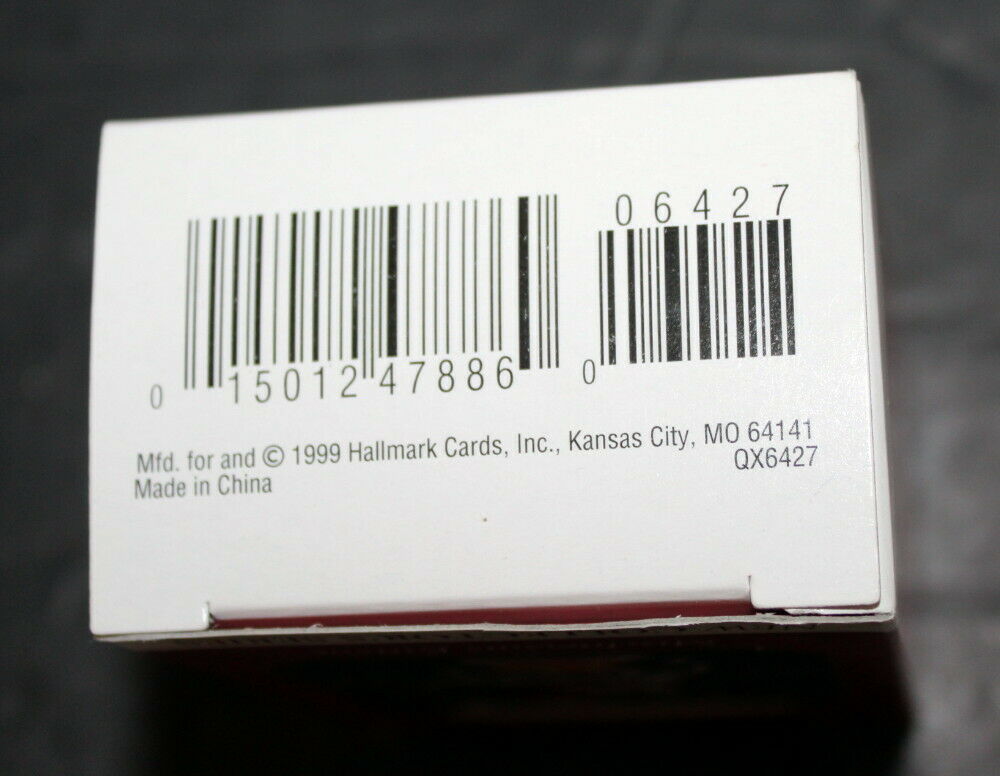 06427
0 15012 47886 0
Mfd. for and © 1999 Hallmark Cards, Inc., Kansas City, MO 64141
QX6427
Made in China